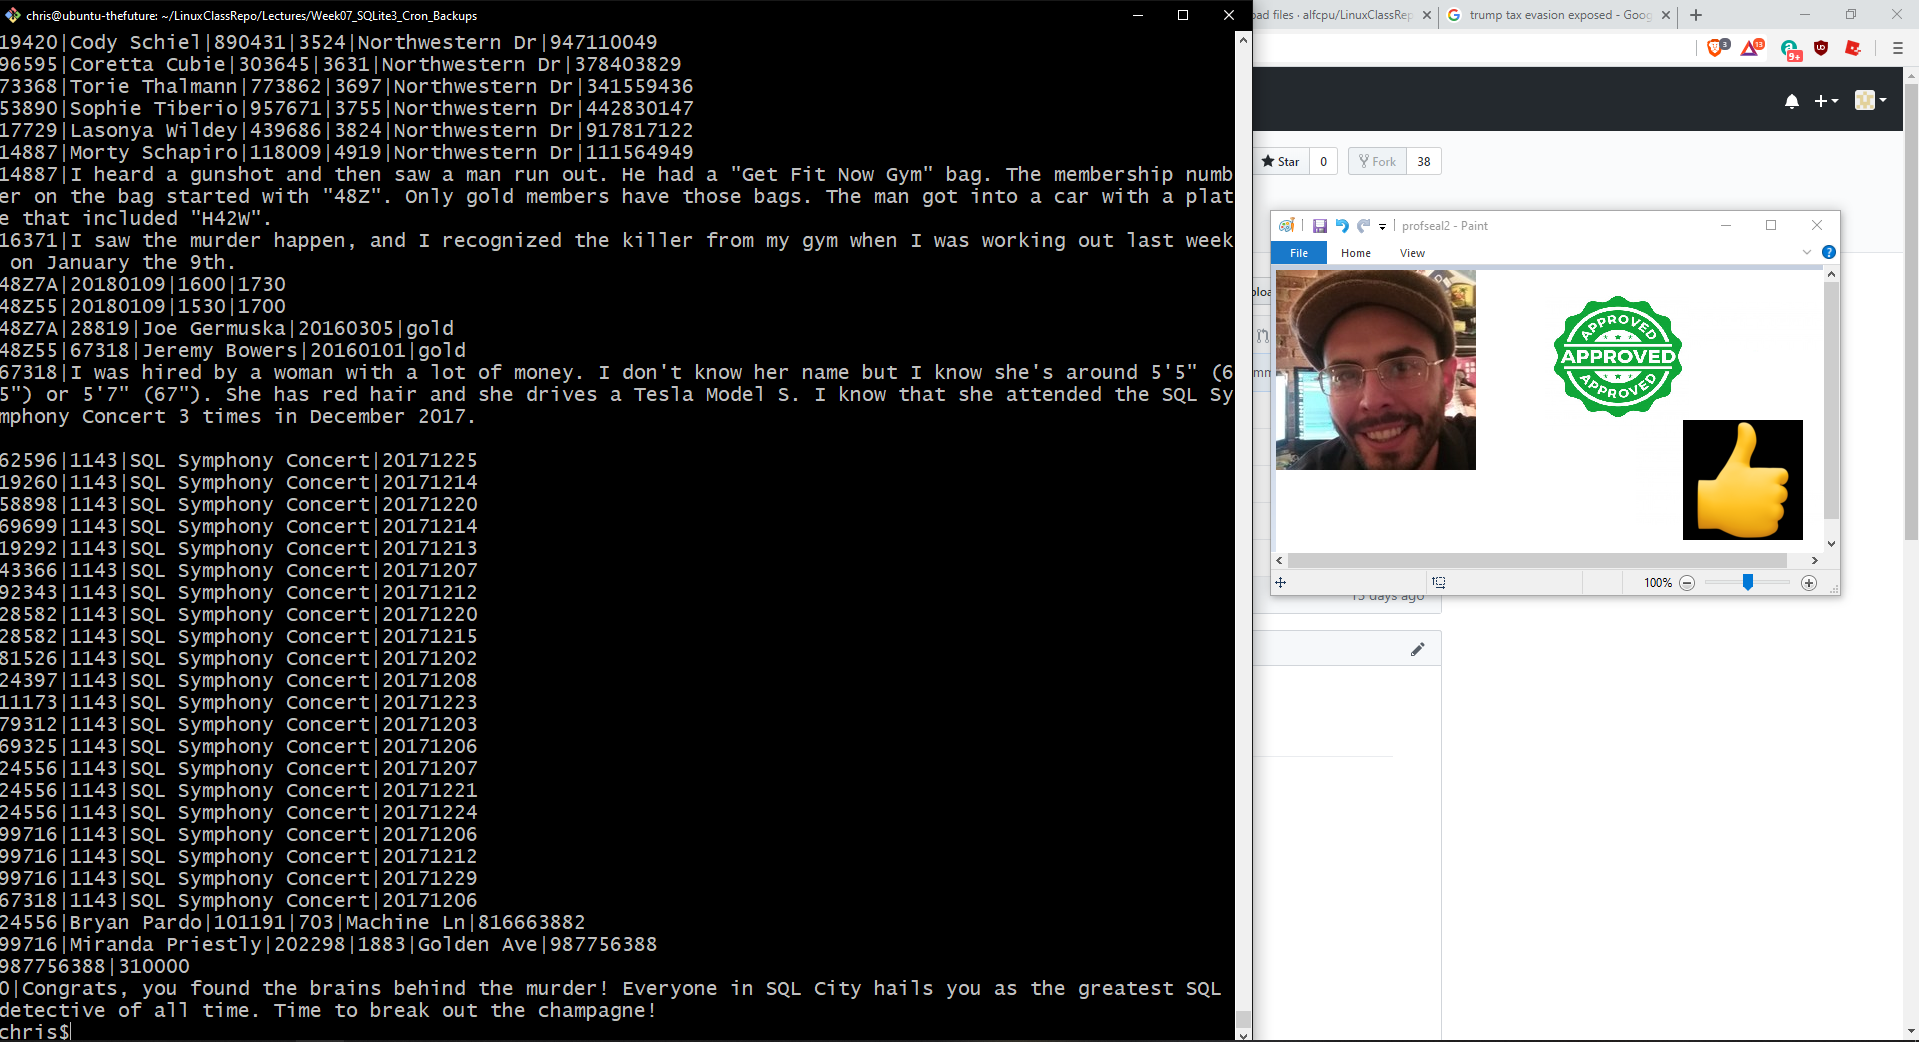 chris@ubuntu-thefuture: ~/LinuxClassRepo/Lectures/Week07_SQLite3_Cron_Backups
19420|Cody Schiel|890431|3524|Northwestern Dr|947110049
96595|Coretta Cubie|303645|3631|Northwestern Dr|378403829
73368|Torie Thalmann|773862|3697|Northwestern Dr|341559436
53890|Sophie Tiberio|957671|3755|Northwestern Dr|442830147
17729|Lasonya Wildey|439686|3824|Northwestern Dr|917817122
14887|Morty Schapiro|118009|4919|Northwestern Dr|111564949
14887|I heard a gunshot and then saw a man run out. He had a "Get Fit Now Gym" bag. The membership numb
er on the bag started with "48Z". Only gold members have those bags. The man got into a car with a plat
e that included "H42W".
16371|I saw the murder happen, and I recognized the killer from my gym when I was working out last week
on January the 9th.
48Z7A|20180109|1600|1730
48Z55|20180109|1530|1700
48Z7A|28819|Joe Germuska|20160305|gold
48Z55|67318|Jeremy Bowers|20160101|gold
67318|I was hired by a woman with a lot of money. I don't know her name but I know she's around 5'5" (6
5") or 5'7" (67"). She has red hair and she drives a Tesla Model S. I know that she attended the SQL Sy
mphony Concert 3 times in December 2017.
62596|1143|SQL Symphony Concert|20171225
19260|1143|SQL Symphony Concert|20171214
58898|1143|SQL Symphony Concert|20171220
69699|1143|SQL Symphony Concert|20171214
19292|1143|SQL Symphony Concert|20171213
43366|1143|SQL Symphony Concert|20171207
92343|1143|SQL Symphony Concert|20171212
28582|1143|SQL Symphony Concert|20171220
28582|1143|SQL Symphony Concert|20171215
81526|1143|SQL Symphony Concert|20171202
24397|1143|SQL Symphony Concert|20171208
11173|1143|SQL Symphony Concert|20171223
79312|1143|SQL Symphony Concert|20171203
69325|1143|SQL Symphony Concert|20171206
24556|1143|SQL Symphony Concert|20171207
24556|1143|SQL Symphony Concert|20171221
24556|1143|SQL Symphony Concert|20171224
99716|1143|SQL Symphony Concert|20171206
99716|1143|SQL Symphony Concert|20171212
99716|1143|SQL Symphony Concert|20171229
67318|1143|SQL Symphony Concert|20171206
24556|Bryan Pardo|101191|703|Machine Ln|816663882
99716|Miranda Priestly|202298|1883|Golden Ave|987756388
987756388|310000
0|Congrats, you found the brains behind the murder! Everyone in SQL City hails you as the greatest SQL
detective of all time. Time to break out the champagne!
chris$
oad files · alfcpu/LinuxClassRep
trump tax evasion exposed - Goog
3
13
9+
Star 0
Fork 38
profseal2 - Paint
File Home View
APPROVED
APPROVED
APPROVED
100%
15 days ago